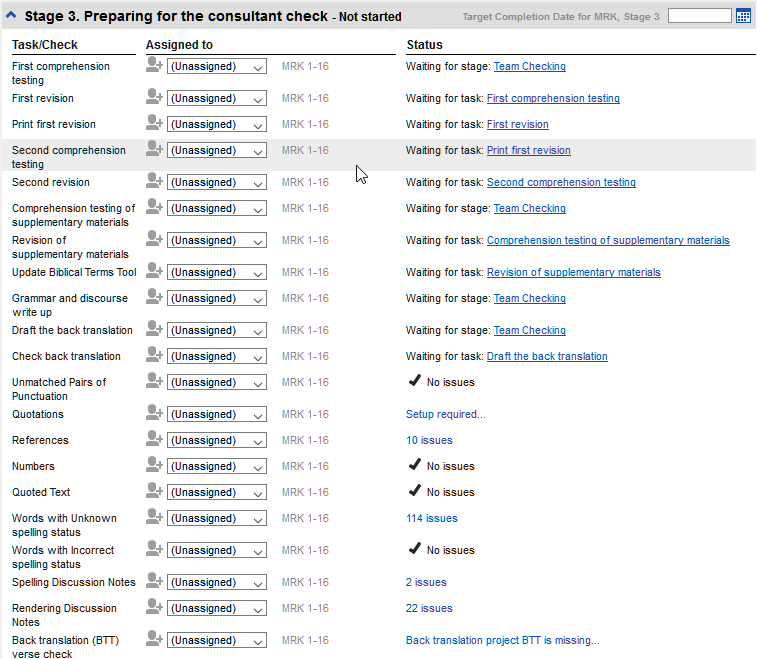 Stage 3. Preparing for the consultant check - Not started Target Completion Date for MRK, Stage 3
Task/Check Assigned to Status
First comprehension testing (Unassigned) MRK 1-16 Waiting for stage: Team Checking
First revision (Unassigned) MRK 1-16 Waiting for task: First comprehension testing
Print first revision (Unassigned) MRK 1-16 Waiting for task: First revision
Second comprehension testing (Unassigned) MRK 1-16 Waiting for task: Print first revision
Second revision (Unassigned) MRK 1-16 Waiting for task: Second comprehension testing
Comprehension testing of supplementary materials (Unassigned) MRK 1-16 Waiting for stage: Team Checking
Revision of supplementary materials (Unassigned) MRK 1-16 Waiting for task: Comprehension testing of supplementary materials
Update Biblical Terms Tool (Unassigned) MRK 1-16 Waiting for task: Revision of supplementary materials
Grammar and discourse write up (Unassigned) MRK 1-16 Waiting for stage: Team Checking
Draft the back translation (Unassigned) MRK 1-16 Waiting for stage: Team Checking
Check back translation (Unassigned) MRK 1-16 Waiting for task: Draft the back translation
Unmatched Pairs of Punctuation (Unassigned) MRK 1-16 No issues
Quotations (Unassigned) MRK 1-16 Setup required...
References (Unassigned) MRK 1-16 10 issues
Numbers (Unassigned) MRK 1-16 No issues
Quoted Text (Unassigned) MRK 1-16 No issues
Words with Unknown spelling status (Unassigned) MRK 1-16 114 issues
Words with Incorrect spelling status (Unassigned) MRK 1-16 No issues
Spelling Discussion Notes (Unassigned) MRK 1-16 2 issues
Rendering Discussion Notes (Unassigned) MRK 1-16 22 issues
Back translation (BTT) verse check (Unassigned) MRK 1-16 Back translation project BTT is missing...